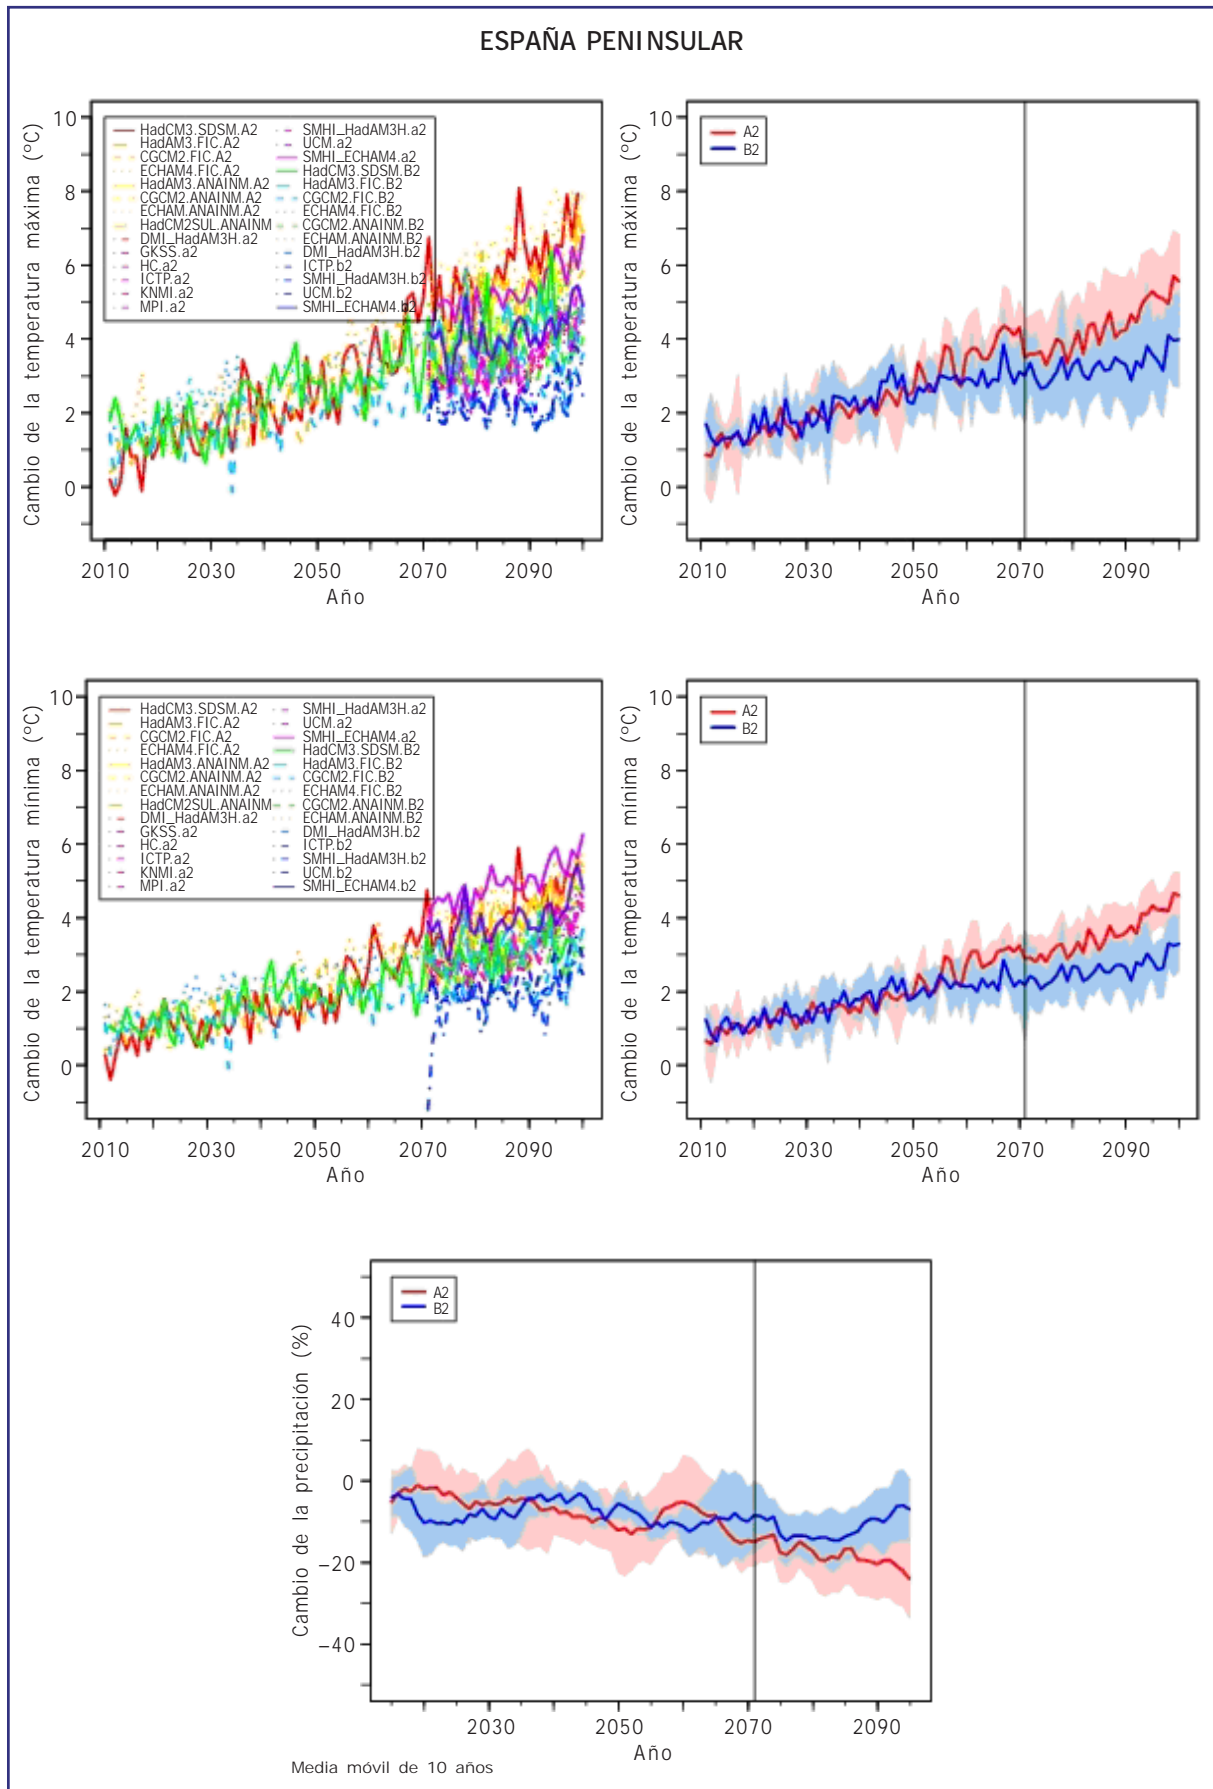 ESPAÑA PENINSULAR
Cambio de la temperatura máxima (°C)
10
8
6
4
2
0
HadCM3.SDSM.A2
HadAM3.FIC.A2
CGCM2.FIC.A2
ECHAM4.FIC.A2
HadAM3.ANAINM.A2
CGCM2.ANAINM.A2
ECHAM.ANAINM.A2
HadCM2SUL.ANAINM
DMI_HadAM3H.a2
GKSS.a2
HC.a2
ICTP.a2
KNMI.a2
MPI.a2
SMHI_HadAM3H.a2
UCM.a2
SMHI_ECHAM4.a2
HadCM3.SDSM.B2
HadAM3.FIC.B2
CGCM2.FIC.B2
ECHAM4.FIC.B2
CGCM2.ANAINM.B2
ECHAM.ANAINM.B2
DMI_HadAM3H.b2
ICTP.b2
SMHI_HadAM3H.b2
UCM.b2
SMHI_ECHAM4.b2
2010 2030 2050 2070 2090
Año
Cambio de la temperatura máxima (°C)
10
8
6
4
2
0
A2
B2
2010 2030 2050 2070 2090
Año
Cambio de la temperatura mínima (°C)
10
8
6
4
2
0
HadCM3.SDSM.A2
HadAM3.FIC.A2
CGCM2.FIC.A2
ECHAM4.FIC.A2
HadAM3.ANAINM.A2
CGCM2.ANAINM.A2
ECHAM.ANAINM.A2
HadCM2SUL.ANAINM
DMI_HadAM3H.a2
GKSS.a2
HC.a2
ICTP.a2
KNMI.a2
MPI.a2
SMHI_HadAM3H.a2
UCM.a2
SMHI_ECHAM4.a2
HadCM3.SDSM.B2
HadAM3.FIC.B2
CGCM2.FIC.B2
ECHAM4.FIC.B2
CGCM2.ANAINM.B2
ECHAM.ANAINM.B2
DMI_HadAM3H.b2
ICTP.b2
SMHI_HadAM3H.b2
UCM.b2
SMHI_ECHAM4.b2
2010 2030 2050 2070 2090
Año
Cambio de la temperatura mínima (°C)
10
8
6
4
2
0
A2
B2
2010 2030 2050 2070 2090
Año
Cambio de la precipitación (%)
40
20
0
−20
−40
A2
B2
2030 2050 2070 2090
Año
Media móvil de 10 años